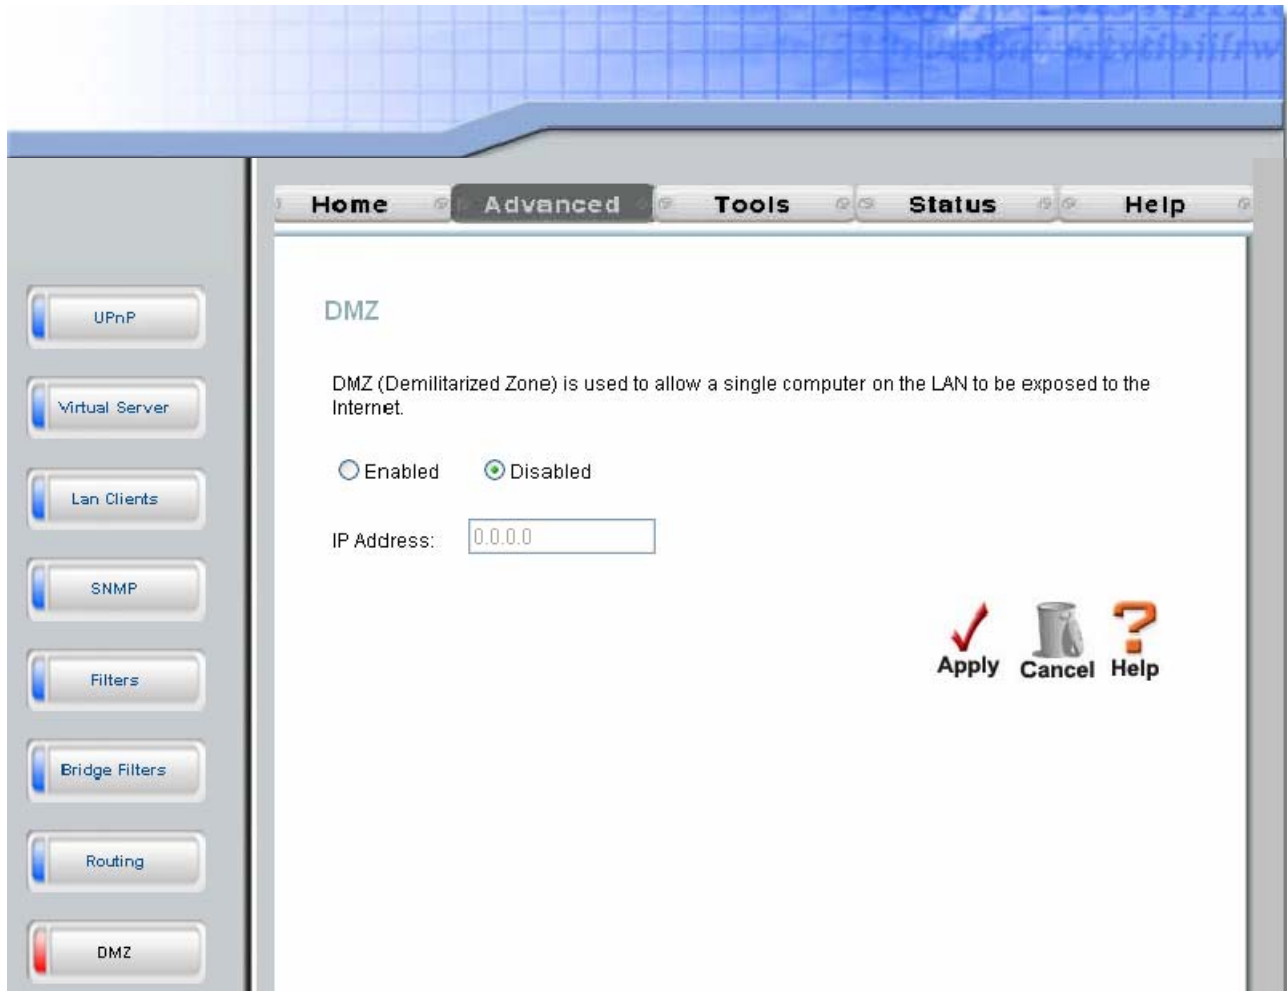 Home
Advanced
Tools
Status
Help
UPnP
Virtual Server
Lan Clients
SNMP
Filters
Bridge Filters
Routing
DMZ
DMZ
DMZ (Demilitarized Zone) is used to allow a single computer on the LAN to be exposed to the
Internet.
Enabled
Disabled
IP Address:
0.0.0.0
Apply
Cancel
Help